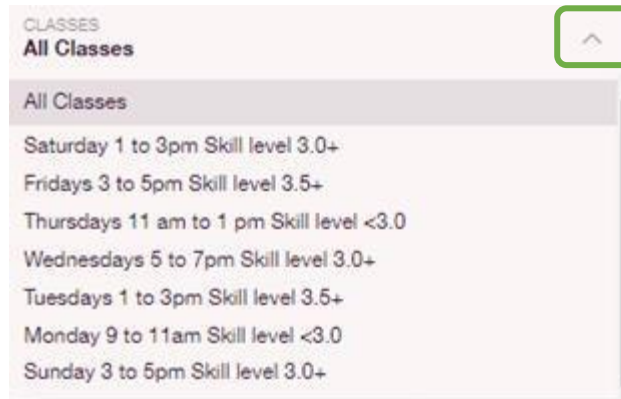 CLASSES
All Classes
All Classes
Saturday 1 to 3pm Skill level 3.0+
Fridays 3 to 5pm Skill level 3.5+
Thursdays 11 am to 1 pm Skill level <3.0
Wednesdays 5 to 7pm Skill level 3.0+
Tuesdays 1 to 3pm Skill level 3.5+
Monday 9 to 11am Skill level <3.0
Sunday 3 to 5pm Skill level 3.0+